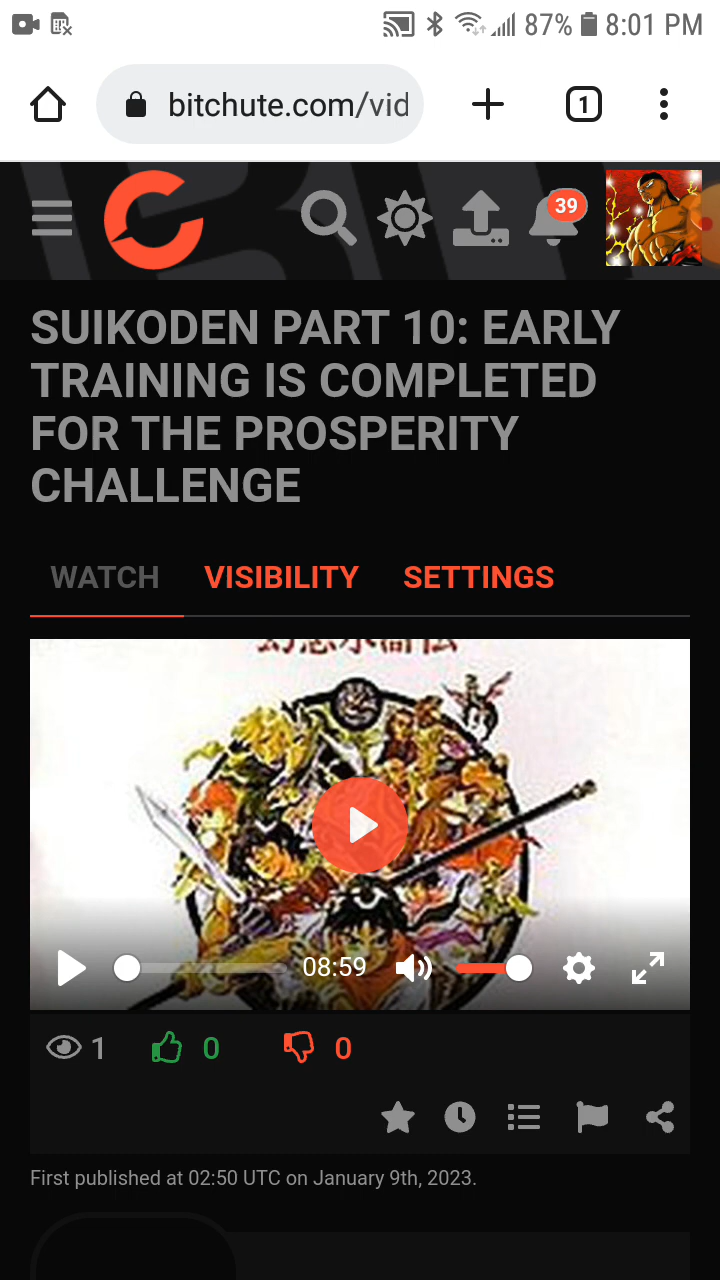 87% 8:01 PM
bitchute.com/vid 1
39
SUIKODEN PART 10: EARLY
TRAINING IS COMPLETED
FOR THE PROSPERITY
CHALLENGE
WATCH VISIBILITY SETTINGS
08:59
1 0 0
First published at 02:50 UTC on January 9th, 2023.